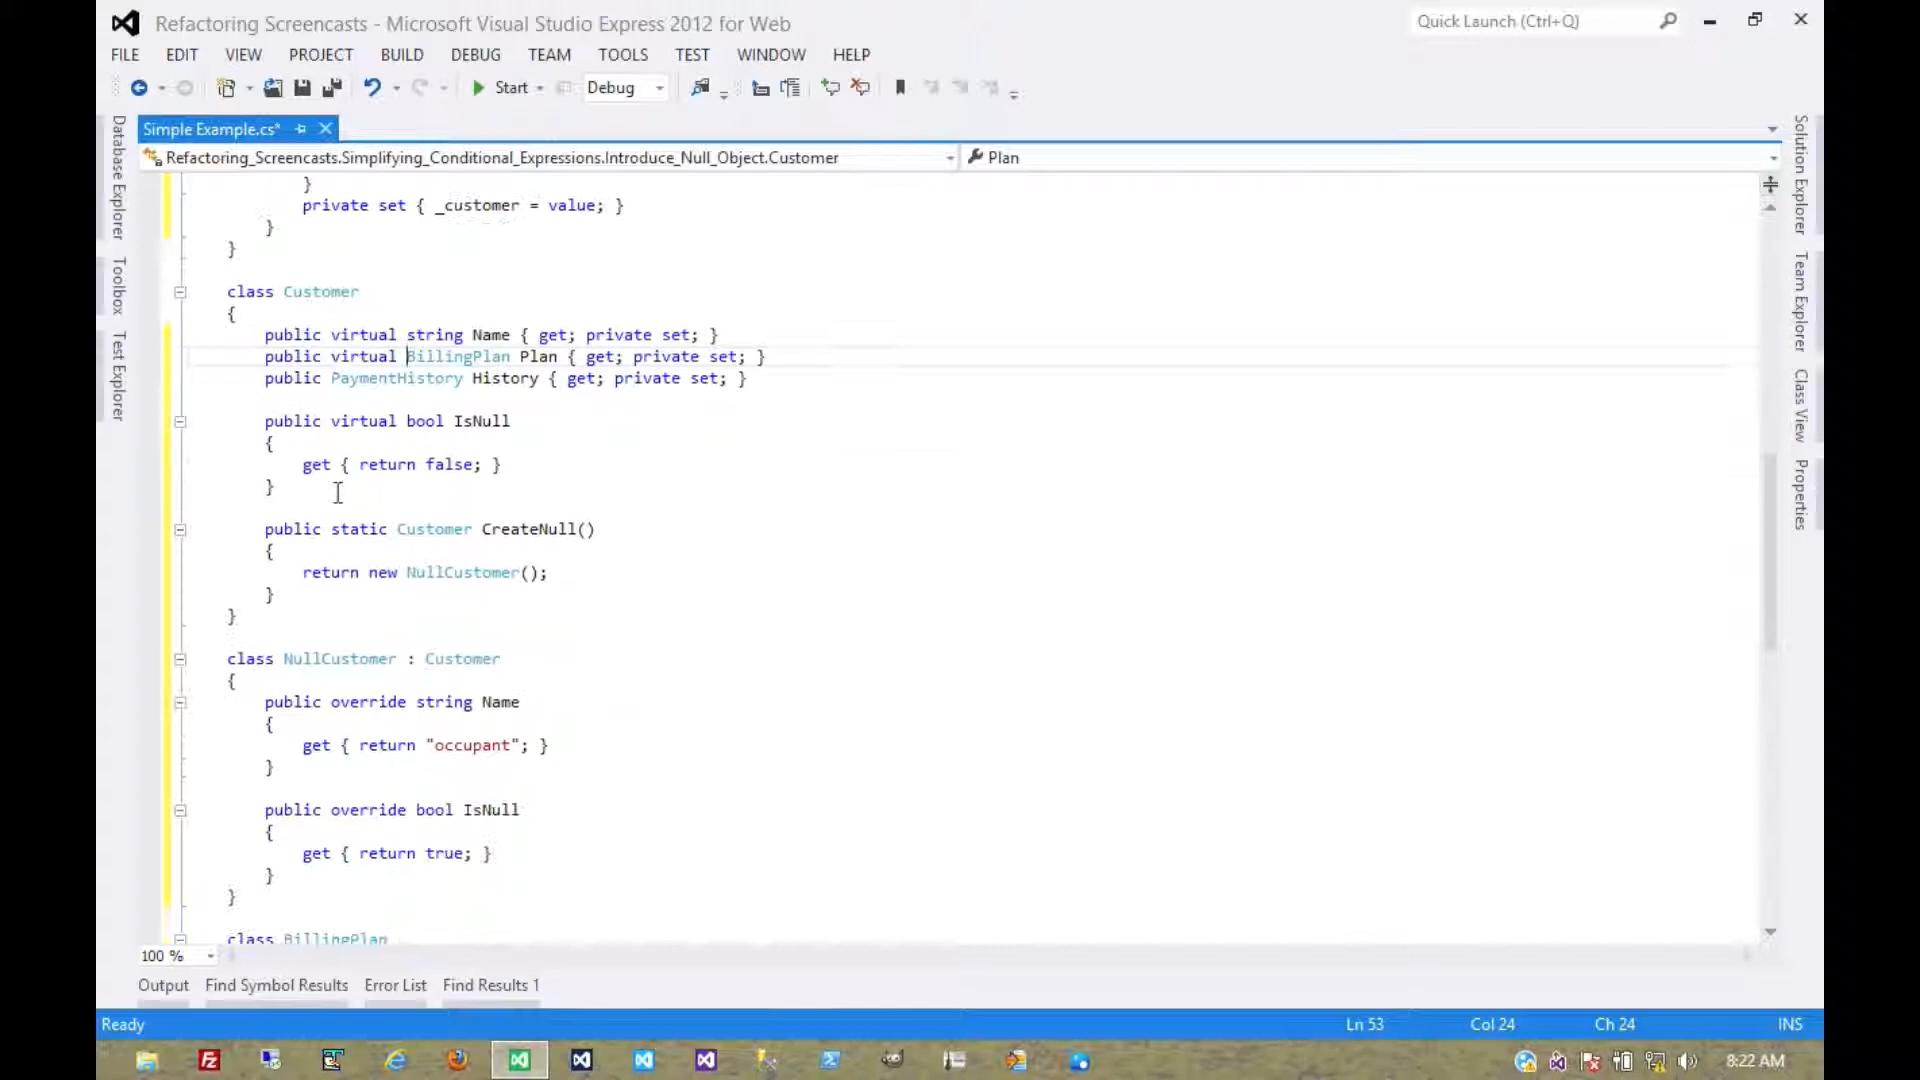 Refactoring Screencasts - Microsoft Visual Studio Express 2012 for Web
Quick Launch (Ctrl+Q)
FILE EDIT VIEW PROJECT BUILD DEBUG TEAM TOOLS TEST WINDOW HELP
Start Debug
Simple Example.cs*
Refactoring_Screencasts.Simplifying_Conditional_Expressions.Introduce_Null_Object.Customer
Plan
Database Explorer
Toolbox
Test Explorer
}
private set { _customer = value; }
}
}
class Customer
{
public virtual string Name { get; private set; }
public virtual BillingPlan Plan { get; private set; }
public PaymentHistory History { get; private set; }
public virtual bool IsNull
{
get { return false; }
}
public static Customer CreateNull()
{
return new NullCustomer();
}
}
class NullCustomer : Customer
{
public override string Name
{
get { return "occupant"; }
}
public override bool IsNull
{
get { return true; }
}
}
class BillingPlan
Solution Explorer
Team Explorer
Class View
Properties
100 %
Output Find Symbol Results Error List Find Results 1
Ready Ln 53 Col 24 Ch 24 INS
8:22 AM